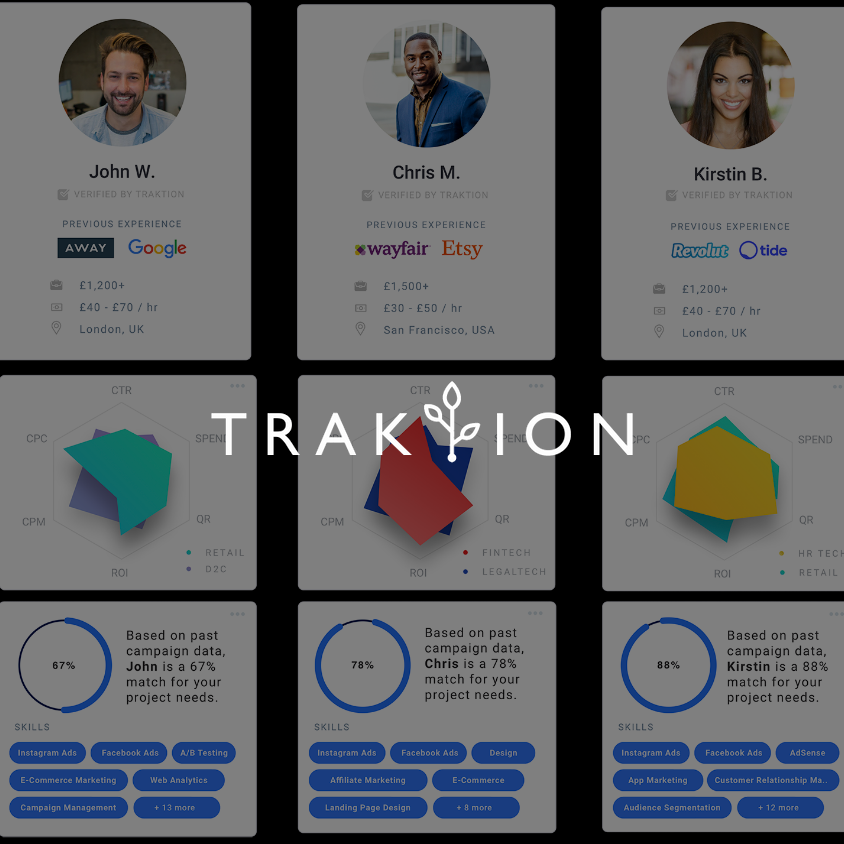 John W.
VERIFIED BY TRAKTION
PREVIOUS EXPERIENCE
AWAY Google
£1,200+
£40 - £70 / hr
London, UK
Chris M.
VERIFIED BY TRAKTION
PREVIOUS EXPERIENCE
wayfair Etsy
£1,500+
£30 - £50 / hr
San Francisco, USA
Kirstin B.
VERIFIED BY TRAKTION
PREVIOUS EXPERIENCE
Revolut tide
£1,200+
£40 - £70 / hr
London, UK
TRAKTION
CTR
CPC SPEND
CPM QR
ROI
RETAIL
D2C
CTR
SPEND
CPM QR
ROI
FINTECH
LEGALTECH
CTR
CPC SPEND
CPM QR
ROI
HR TECH
RETAIL
67%
Based on past
campaign data,
John is a 67%
match for your
project needs.
SKILLS
Instagram Ads Facebook Ads A/B Testing
E-Commerce Marketing Web Analytics
Campaign Management + 13 more
78%
Based on past
campaign data,
Chris is a 78%
match for your
project needs.
SKILLS
Instagram Ads Facebook Ads Design
Affiliate Marketing E-Commerce
Landing Page Design + 8 more
88%
Based on past
campaign data,
Kirstin is a 88%
match for your
project needs.
SKILLS
Instagram Ads Facebook Ads AdSense
App Marketing Customer Relationship Ma..
Audience Segmentation + 12 more